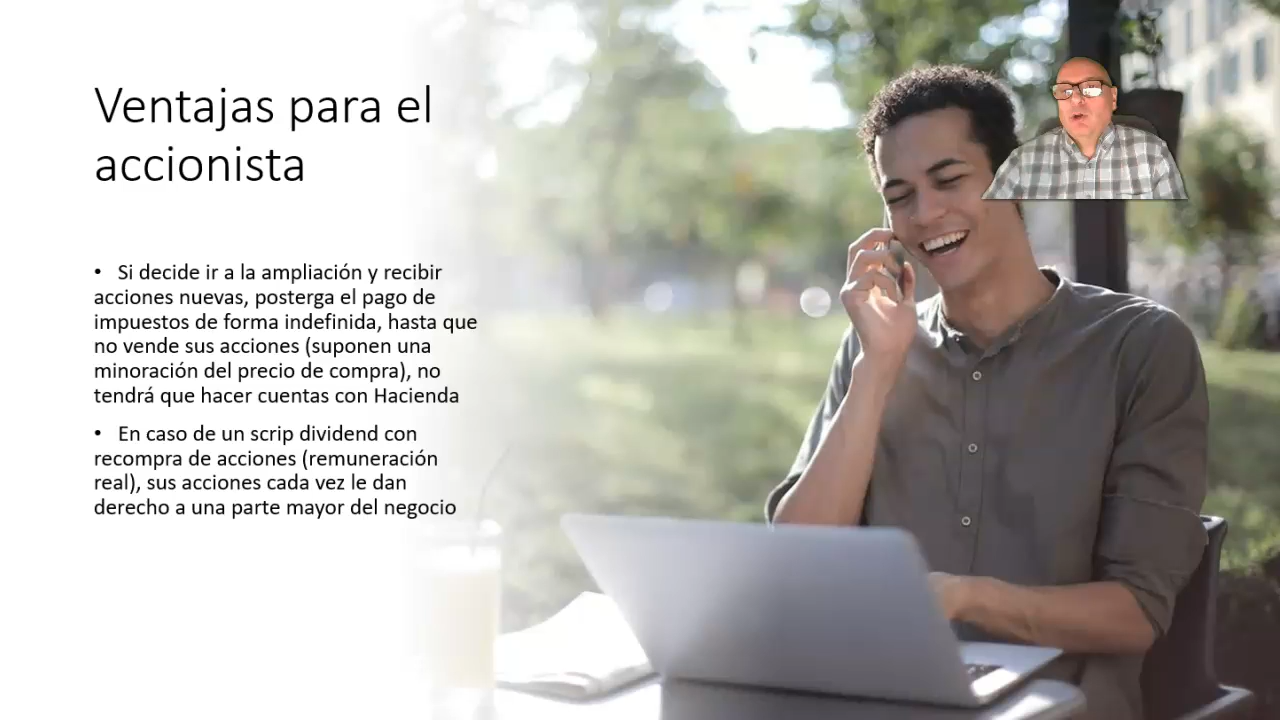 Ventajas para el
accionista
• Si decide ir a la ampliación y recibir
acciones nuevas, posterga el pago de
impuestos de forma indefinida, hasta que
no vende sus acciones (suponen una
minoración del precio de compra), no
tendrá que hacer cuentas con Hacienda
• En caso de un scrip dividend con
recompra de acciones (remuneración
real), sus acciones cada vez le dan
derecho a una parte mayor del negocio